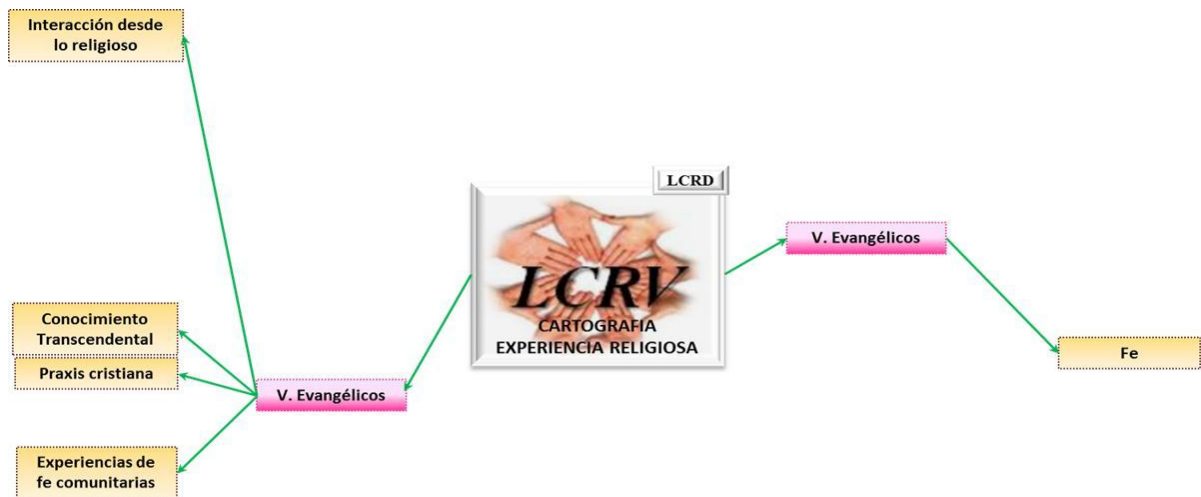 Interacción desde
lo religioso
LCRD
LCRV
CARTOGRAFIA
EXPERIENCIA RELIGIOSA
V. Evangélicos
Conocimiento
Transcendental
Praxis cristiana
V. Evangélicos
Fe
Experiencias de
fe comunitarias